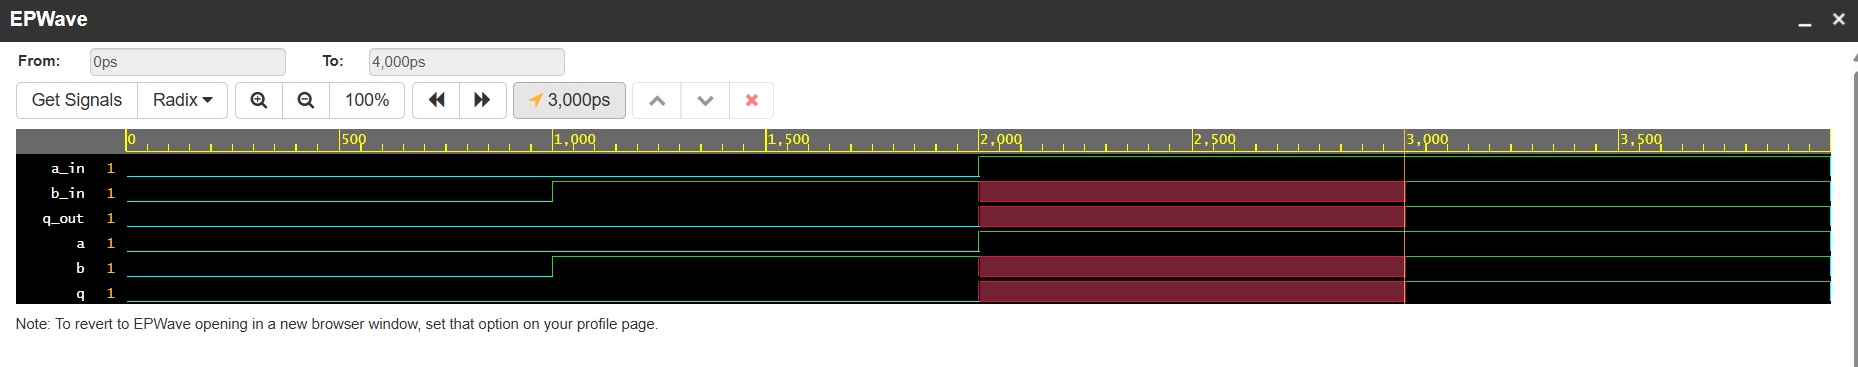 EPWave
From: 0ps To: 4,000ps
Get Signals Radix 100% 3,000ps
0 500 1,000 1,500 2,000 2,500 3,000 3,500
a_in 1
b_in 1
q_out 1
a 1
b 1
q 1
Note: To revert to EPWave opening in a new browser window, set that option on your profile page.